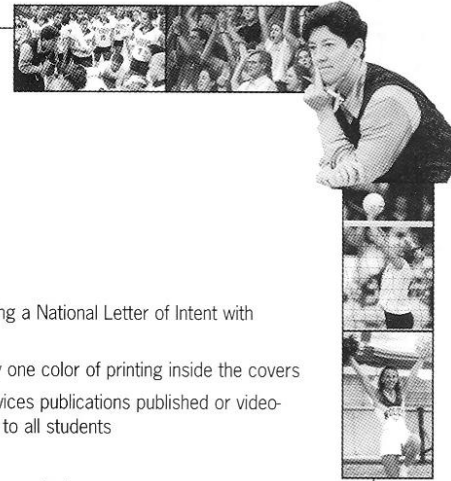 ng a National Letter of Intent with
one color of printing inside the covers
vices publications published or video-
to all students